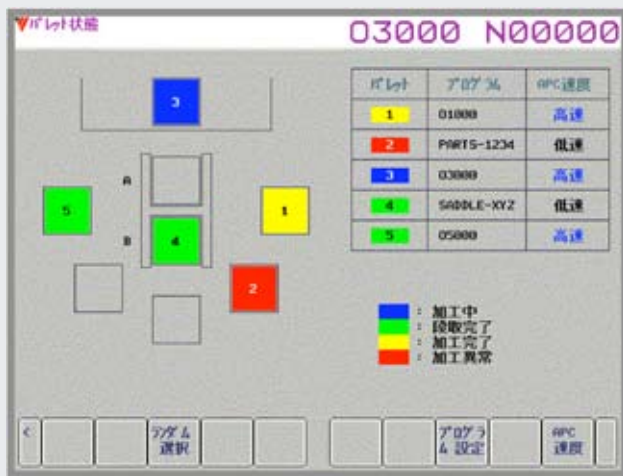 パレット状態
O3000 N00000
パレット プログラム APC速度
1 O1000 高速
2 PARTS-1234 低速
3 O3000 高速
4 SADDLE-XYZ 低速
5 O5000 高速
3
A
5
1
B
4
2
: 加工中
: 段取完了
: 加工完了
: 加工異常
<
ランダム
選択
プログラ
ム 設定
APC
速度